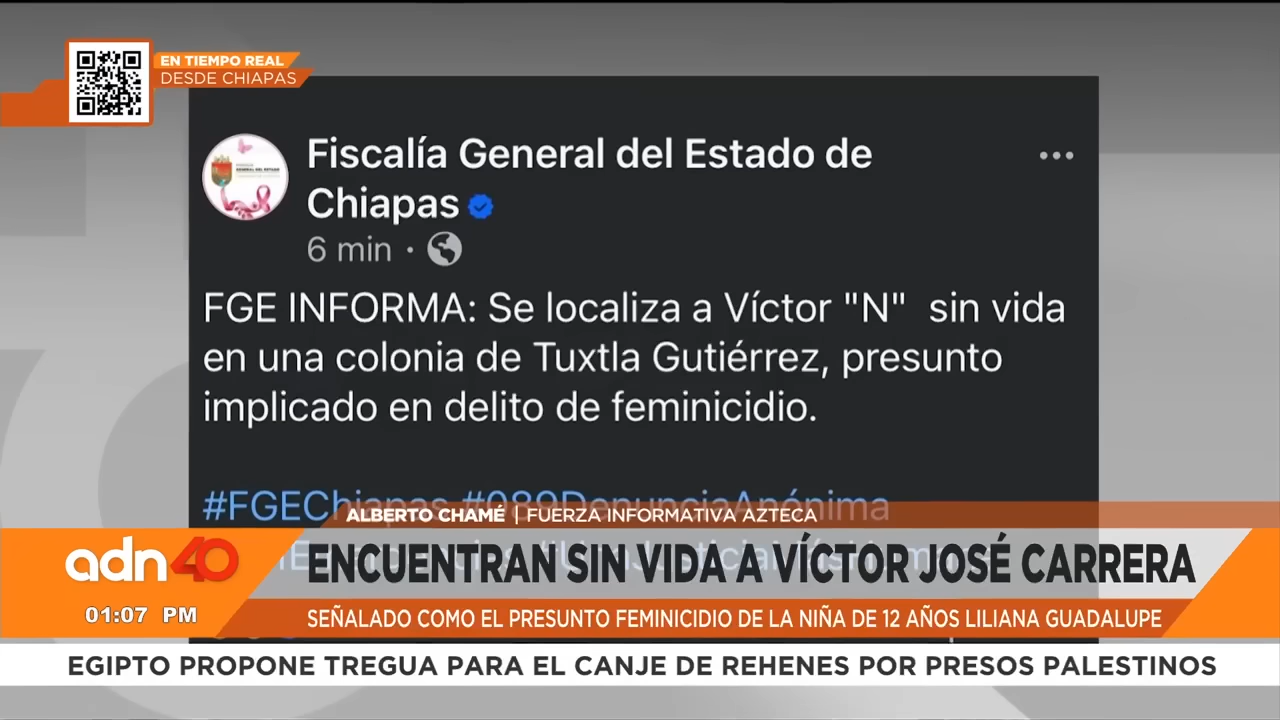 EN TIEMPO REAL
DESDE CHIAPAS
Fiscalía General del Estado de
Chiapas
6 min ·
FGE INFORMA: Se localiza a Víctor "N" sin vida
en una colonia de Tuxtla Gutiérrez, presunto
implicado en delito de feminicidio.
#FGEChiapas #089DenunciaAnónima
ALBERTO CHAMÉ | FUERZA INFORMATIVA AZTECA
adn40
ENCUENTRAN SIN VIDA A VÍCTOR JOSÉ CARRERA
01:07 PM
SEÑALADO COMO EL PRESUNTO FEMINICIDIO DE LA NIÑA DE 12 AÑOS LILIANA GUADALUPE
EGIPTO PROPONE TREGUA PARA EL CANJE DE REHENES POR PRESOS PALESTINOS